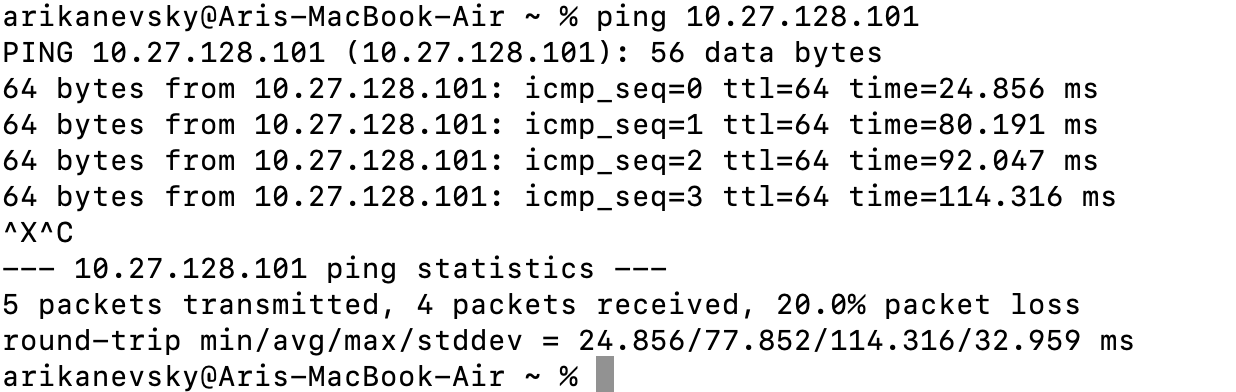 arikanevsky@Aris-MacBook-Air ~ % ping 10.27.128.101
PING 10.27.128.101 (10.27.128.101): 56 data bytes
64 bytes from 10.27.128.101: icmp_seq=0 ttl=64 time=24.856 ms
64 bytes from 10.27.128.101: icmp_seq=1 ttl=64 time=80.191 ms
64 bytes from 10.27.128.101: icmp_seq=2 ttl=64 time=92.047 ms
64 bytes from 10.27.128.101: icmp_seq=3 ttl=64 time=114.316 ms
^X^C
--- 10.27.128.101 ping statistics ---
5 packets transmitted, 4 packets received, 20.0% packet loss
round-trip min/avg/max/stddev = 24.856/77.852/114.316/32.959 ms
arikanevsky@Aris-MacBook-Air ~ %